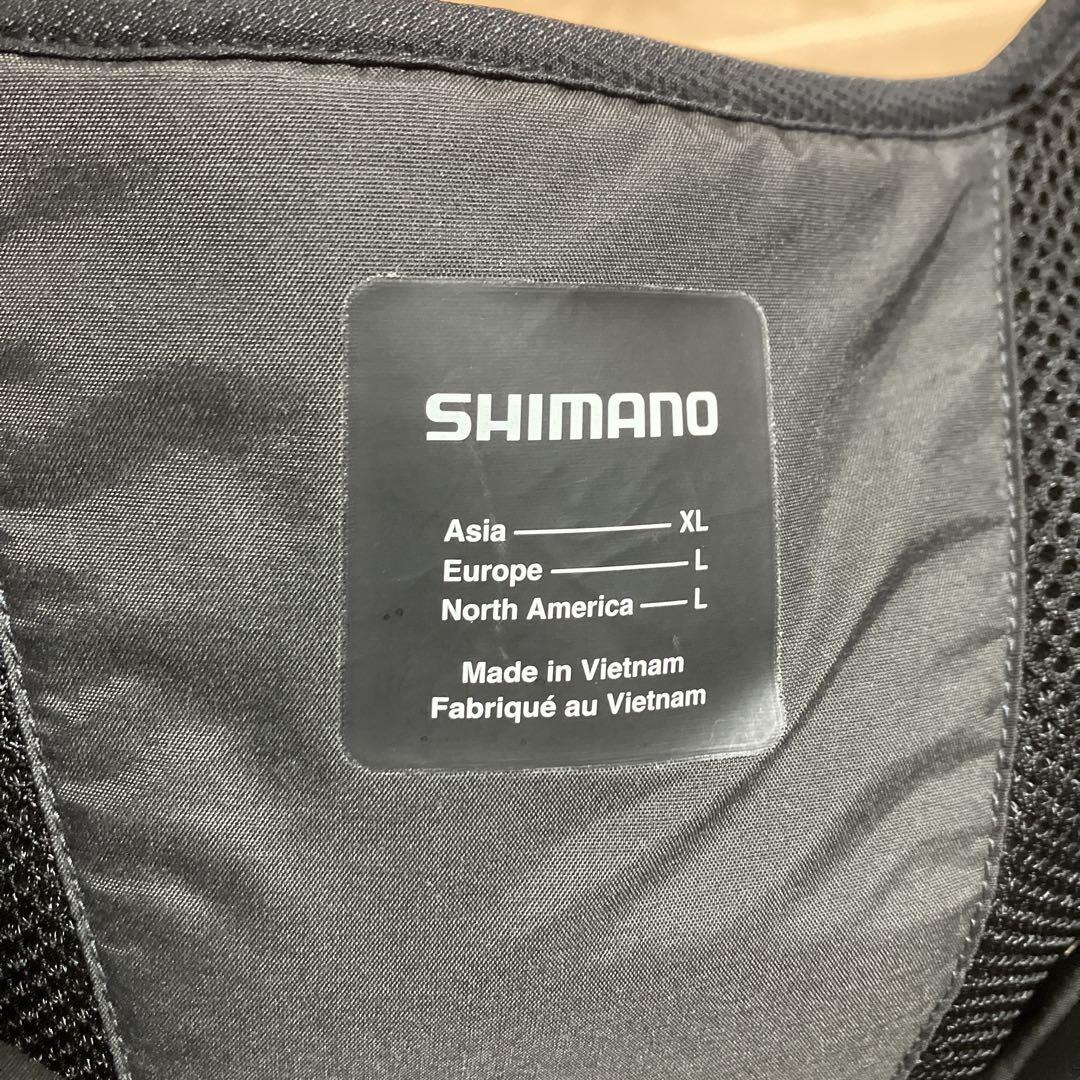 SHIMANO
Asia — XL
Europe — L
North America — L
Made in Vietnam
Fabriqué au Vietnam